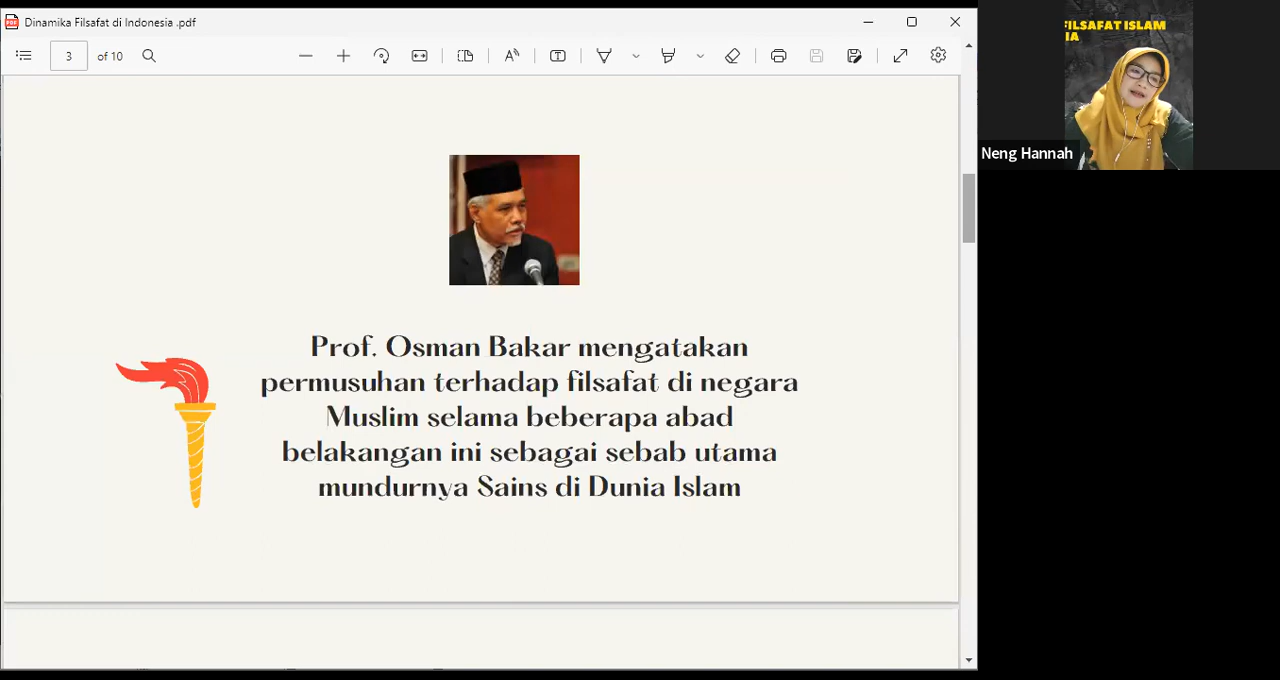 Dinamika Filsafat di Indonesia .pdf
3 of 10
FILSAFAT ISLAM
IA
Neng Hannah
Prof. Osman Bakar mengatakan
permusuhan terhadap filsafat di negara
Muslim selama beberapa abad
belakangan ini sebagai sebab utama
mundurnya Sains di Dunia Islam